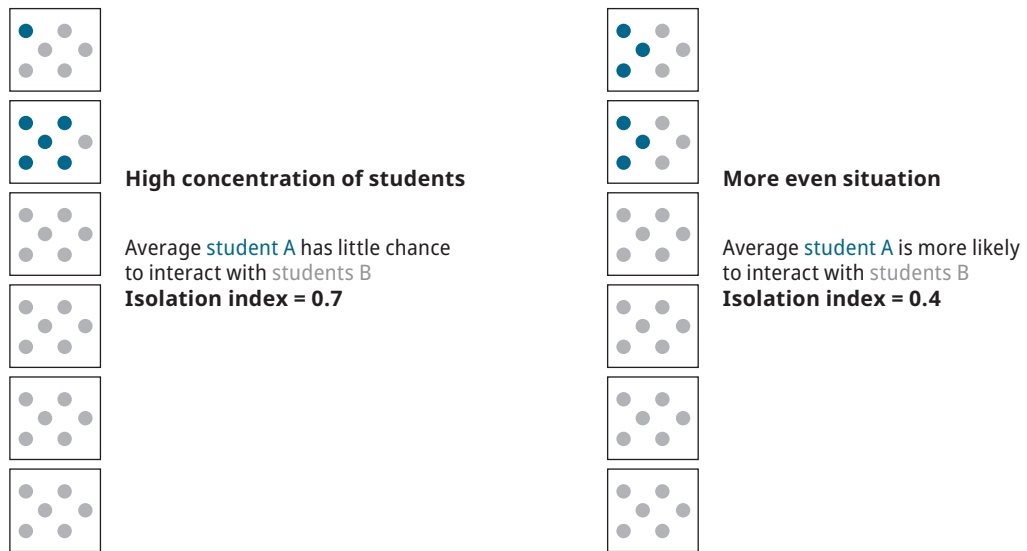 High concentration of students
Average student A has little chance
to interact with students B
Isolation index = 0.7
More even situation
Average student A is more likely
to interact with students B
Isolation index = 0.4